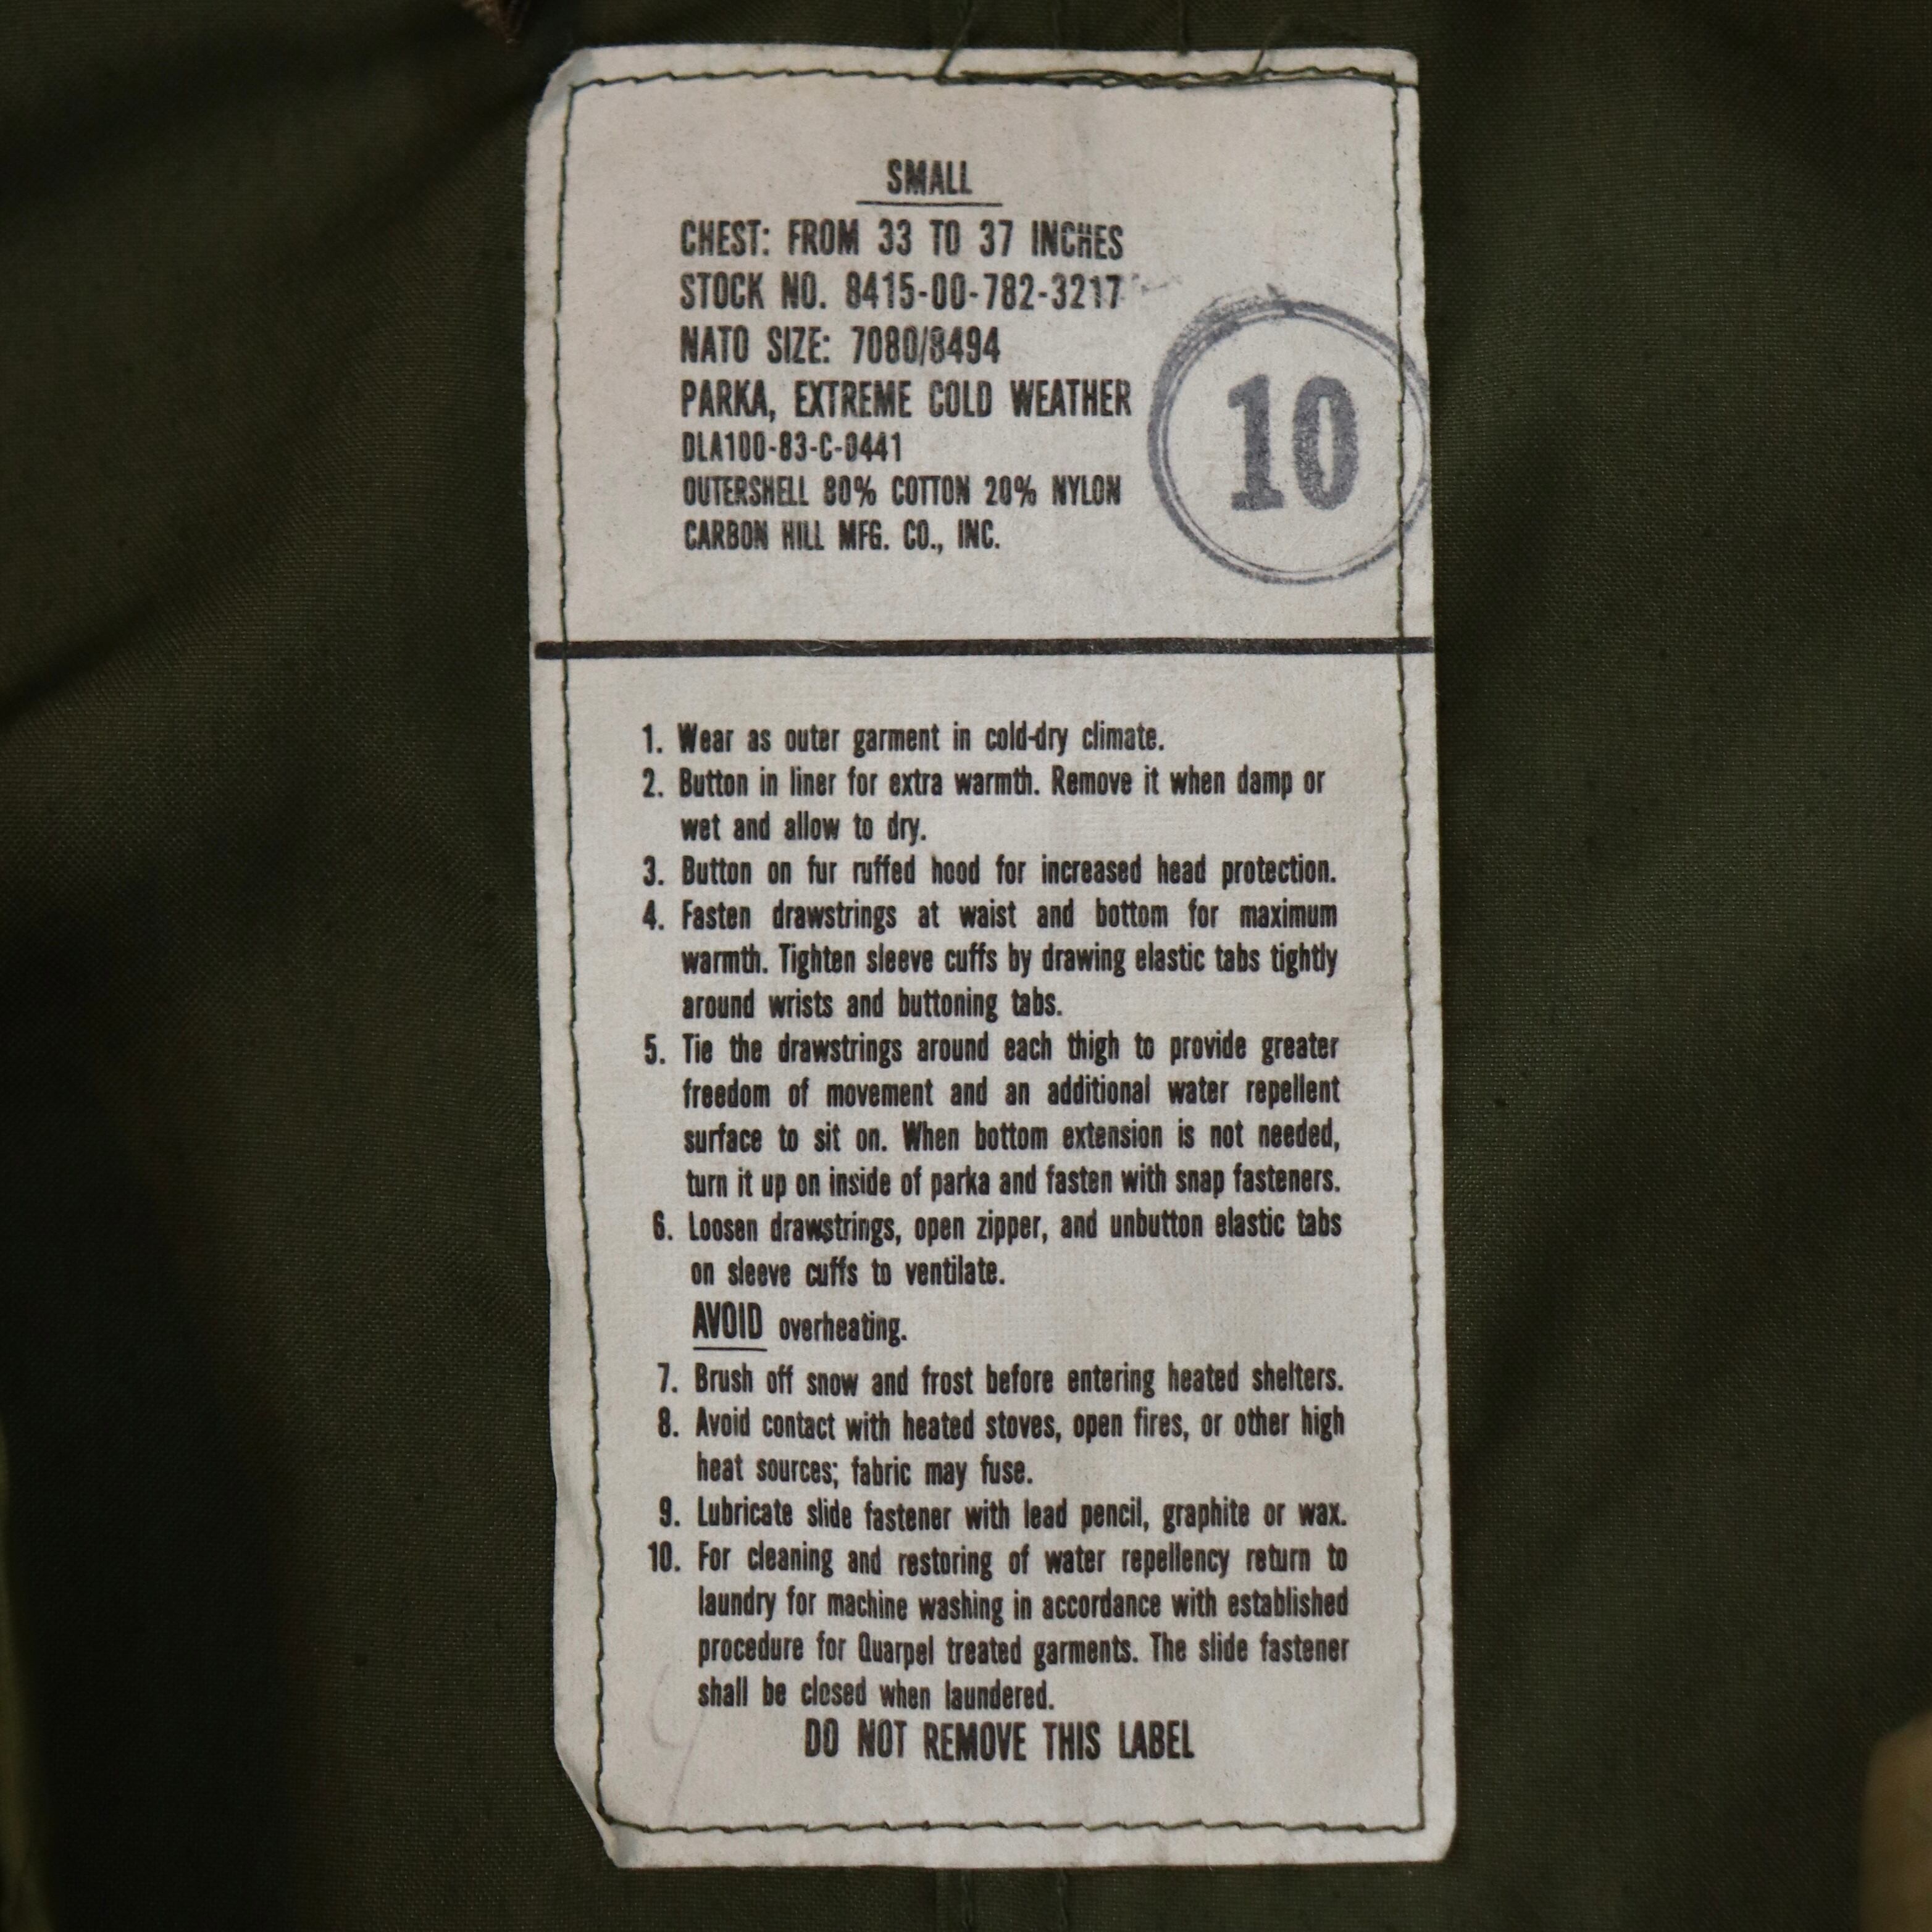 SMALL
CHEST: FROM 33 TO 37 INCHES
STOCK NO. 8415-00-782-3217
NATO SIZE: 7080/8494
PARKA, EXTREME COLD WEATHER
DLA100-83-C-0441
OUTERSHELL 80% COTTON 20% NYLON
CARBON HILL MFG. CO., INC.
10
1. Wear as outer garment in cold-dry climate.
2. Button in liner for extra warmth. Remove it when damp or
wet and allow to dry.
3. Button on fur ruffed hood for increased head protection.
4. Fasten drawstrings at waist and bottom for maximum
warmth. Tighten sleeve cuffs by drawing elastic tabs tightly
around wrists and buttoning tabs.
5. Tie the drawstrings around each thigh to provide greater
freedom of movement and an additional water repellent
surface to sit on. When bottom extension is not needed,
turn it up on inside of parka and fasten with snap fasteners.
6. Loosen drawstrings, open zipper, and unbutton elastic tabs
on sleeve cuffs to ventilate.
AVOID overheating.
7. Brush off snow and frost before entering heated shelters.
8. Avoid contact with heated stoves, open fires, or other high
heat sources; fabric may fuse.
9. Lubricate slide fastener with lead pencil, graphite or wax.
10. For cleaning and restoring of water repellency return to
laundry for machine washing in accordance with established
procedure for Quarpel treated garments. The slide fastener
shall be closed when laundered.
DO NOT REMOVE THIS LABEL